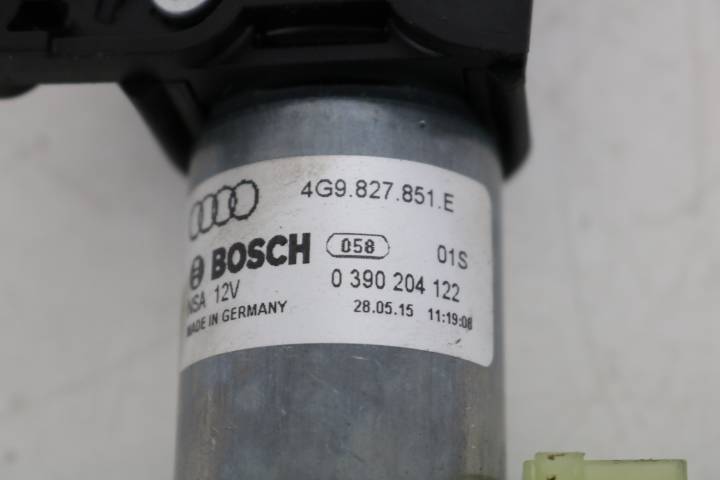 4G9.827.851.E
BOSCH 058 01S
NSA 12V 0 390 204 122
MADE IN GERMANY 28.05.15 11:19:08